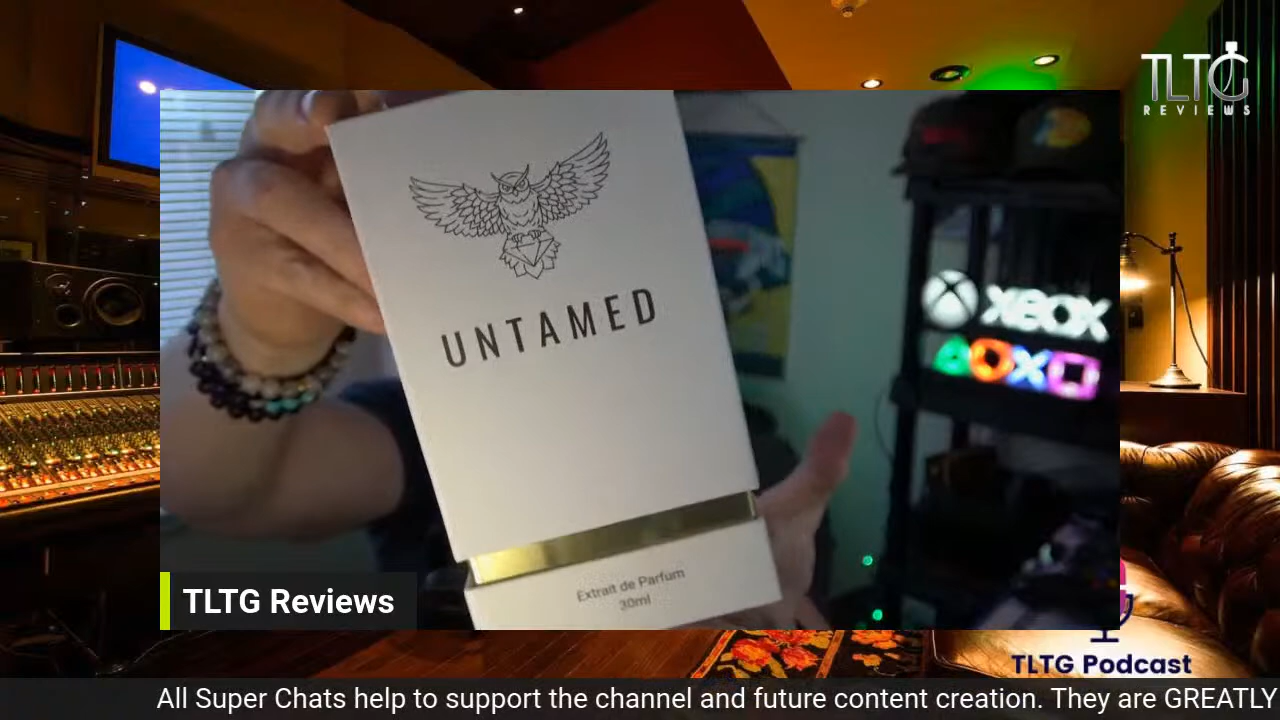 TLTG
REVIEWS
UNTAMED
XBOX
Extrait de Parfum
30ml
TLTG Reviews
TLTG Podcast
All Super Chats help to support the channel and future content creation. They are GREATLY